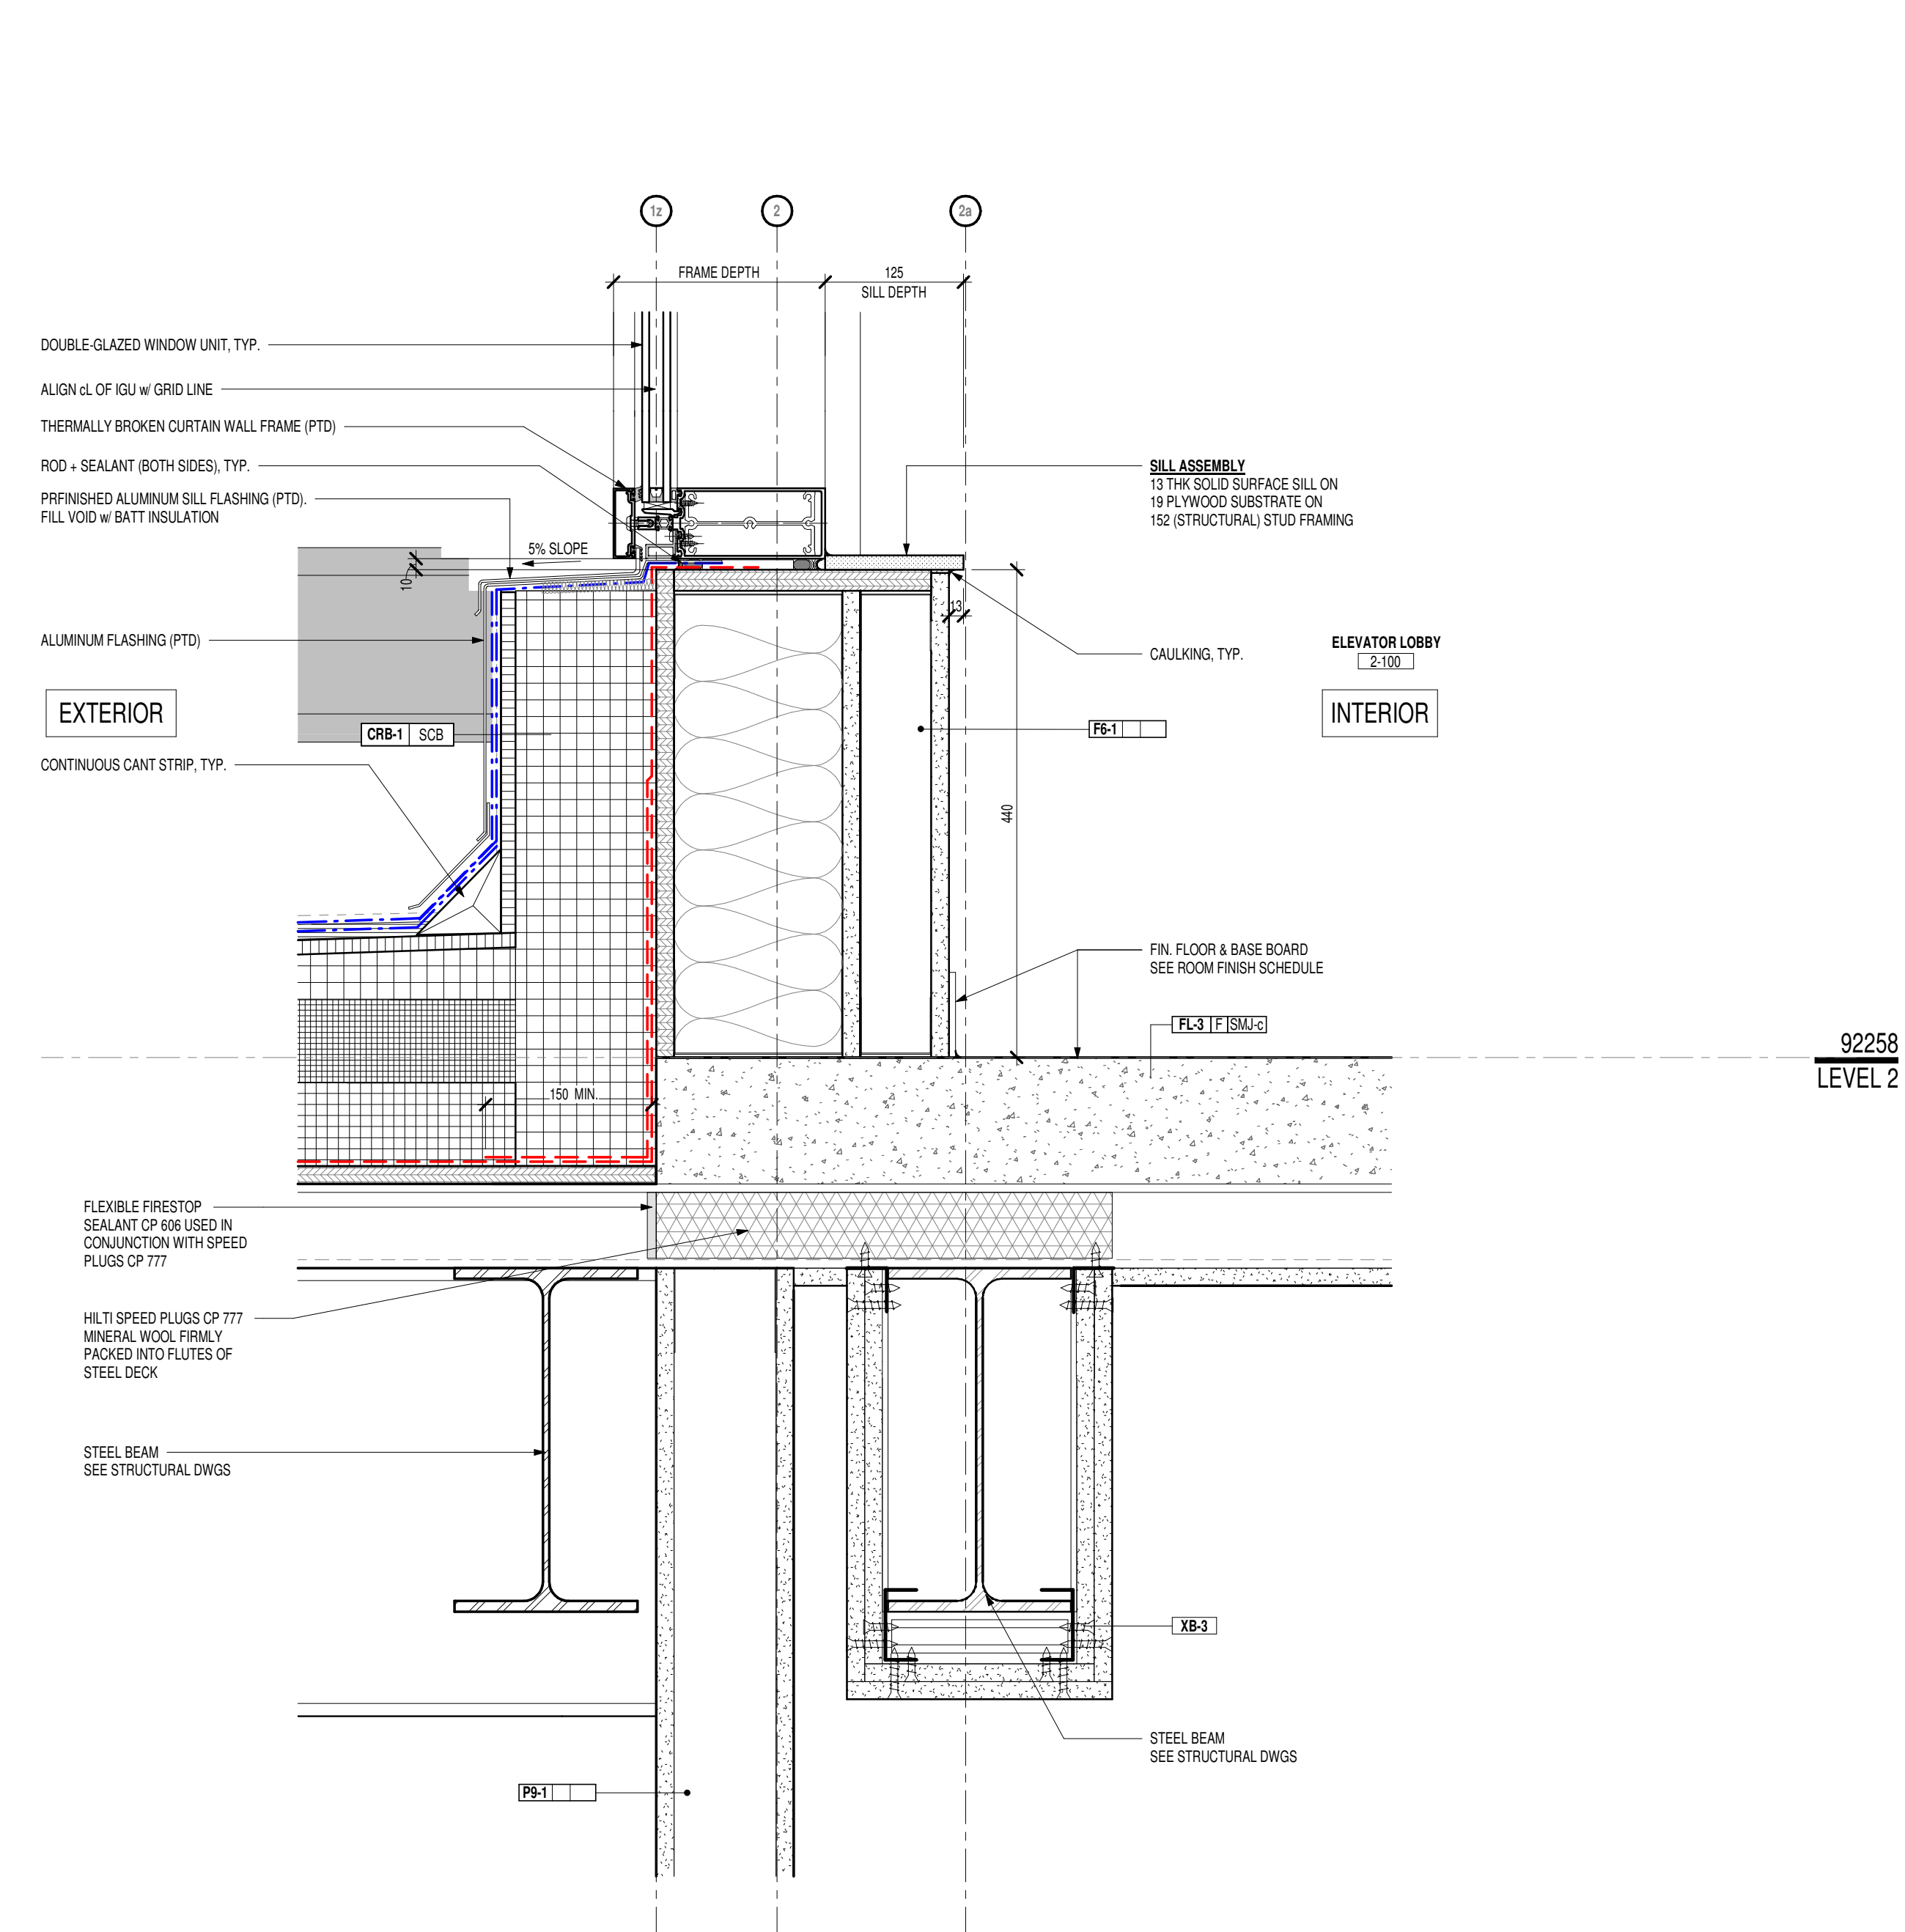 1z
2
2a
FRAME DEPTH
125
SILL DEPTH
DOUBLE-GLAZED WINDOW UNIT, TYP.
ALIGN cL OF IGU w/ GRID LINE
THERMALLY BROKEN CURTAIN WALL FRAME (PTD)
ROD + SEALANT (BOTH SIDES), TYP.
PRFINISHED ALUMINUM SILL FLASHING (PTD).
FILL VOID w/ BATT INSULATION
SILL ASSEMBLY
13 THK SOLID SURFACE SILL ON
19 PLYWOOD SUBSTRATE ON
152 (STRUCTURAL) STUD FRAMING
5% SLOPE
10
13
ALUMINUM FLASHING (PTD)
CAULKING, TYP.
ELEVATOR LOBBY
2-100
EXTERIOR
INTERIOR
CRB-1 SCB
F6-1
CONTINUOUS CANT STRIP, TYP.
440
FIN. FLOOR & BASE BOARD
SEE ROOM FINISH SCHEDULE
FL-3 F SMJ-c
92258
LEVEL 2
150 MIN.
FLEXIBLE FIRESTOP
SEALANT CP 606 USED IN
CONJUNCTION WITH SPEED
PLUGS CP 777
HILTI SPEED PLUGS CP 777
MINERAL WOOL FIRMLY
PACKED INTO FLUTES OF
STEEL DECK
STEEL BEAM
SEE STRUCTURAL DWGS
XB-3
STEEL BEAM
SEE STRUCTURAL DWGS
P9-1